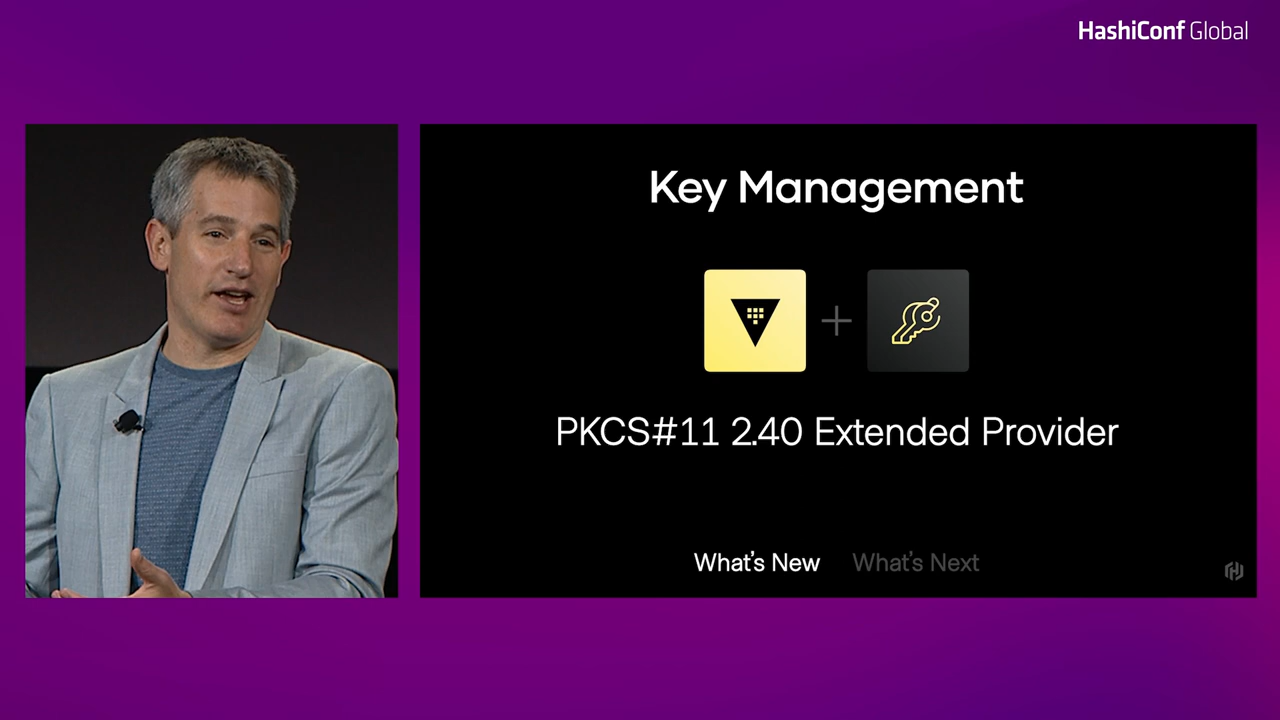 HashiConf Global
Key Management
PKCS#11 2.40 Extended Provider
What's New What's Next